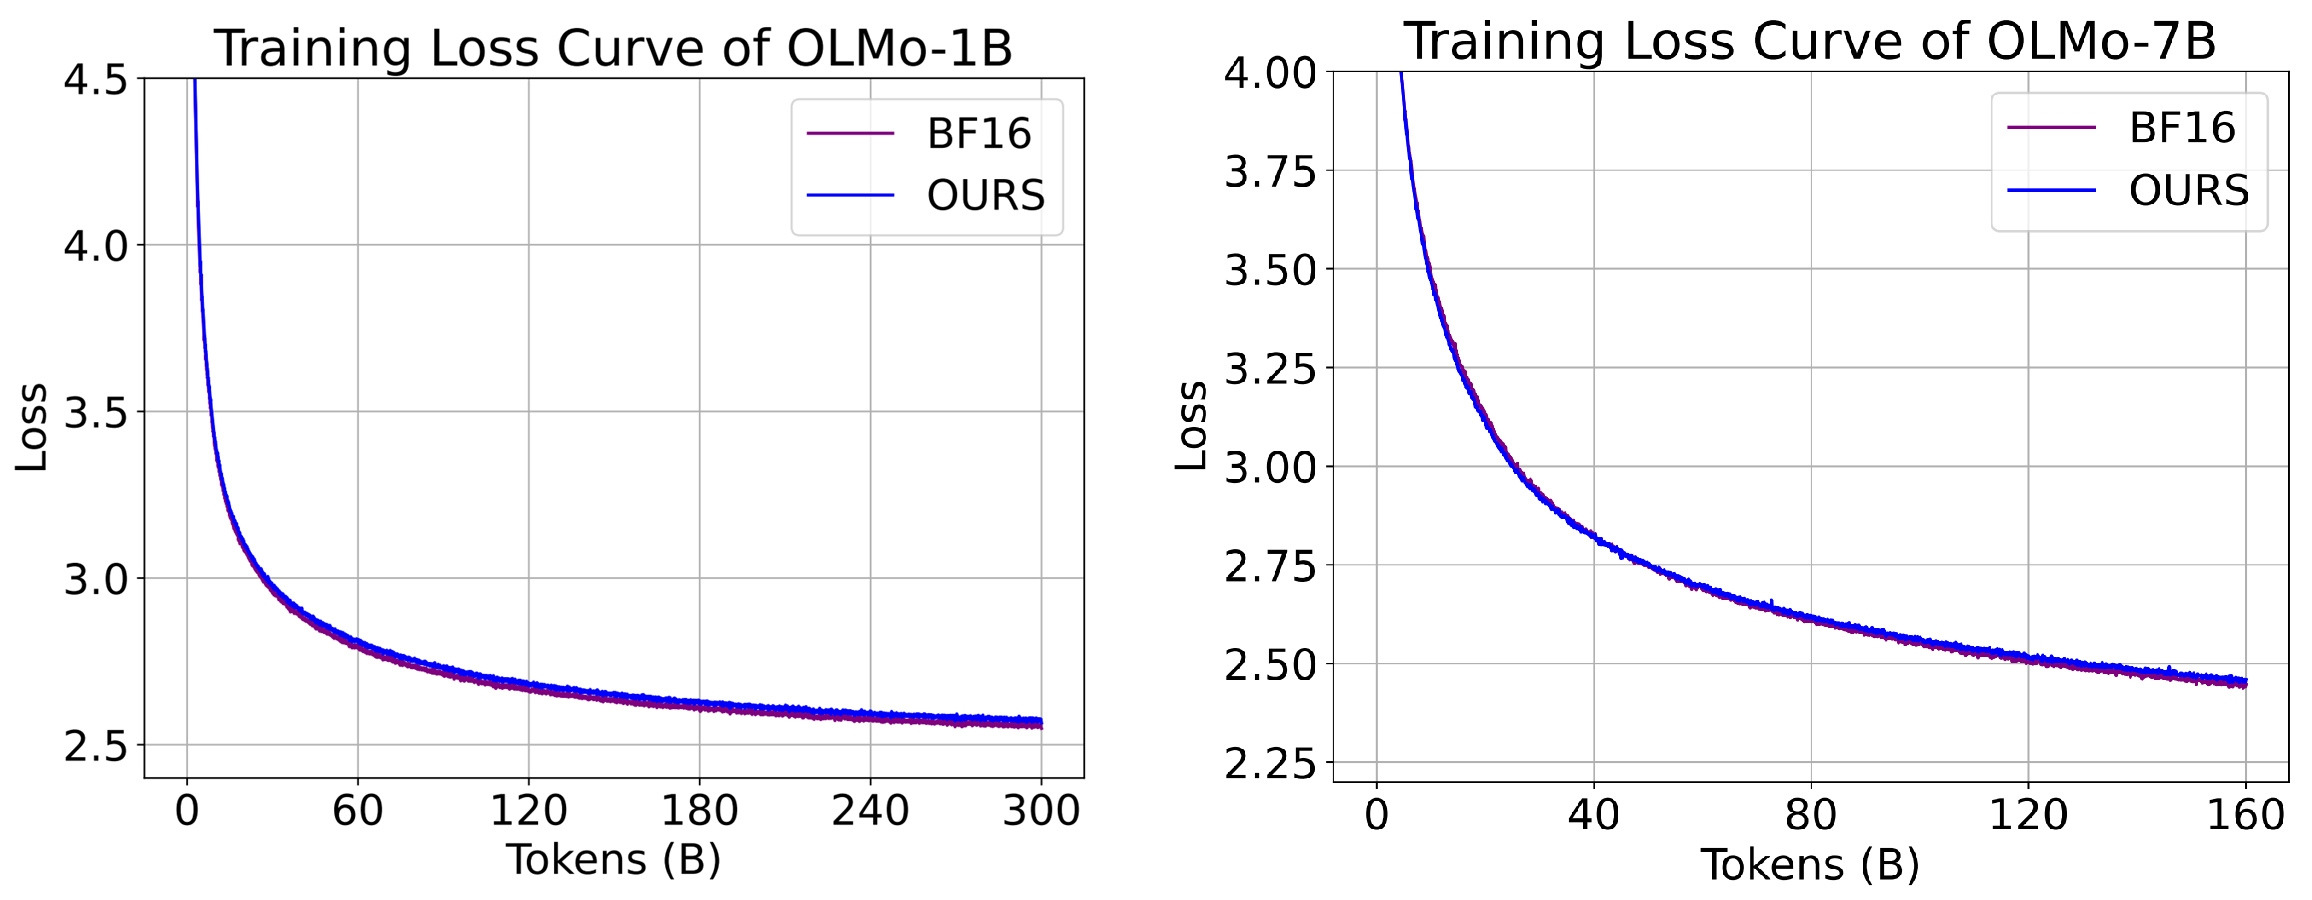 Training Loss Curve of OLMo-1B
4.5
4.0
3.5
3.0
2.5
Loss
BF16
OURS
0 60 120 180 240 300
Tokens (B)
Training Loss Curve of OLMo-7B
4.00
3.75
3.50
3.25
3.00
2.75
2.50
2.25
Loss
BF16
OURS
0 40 80 120 160
Tokens (B)